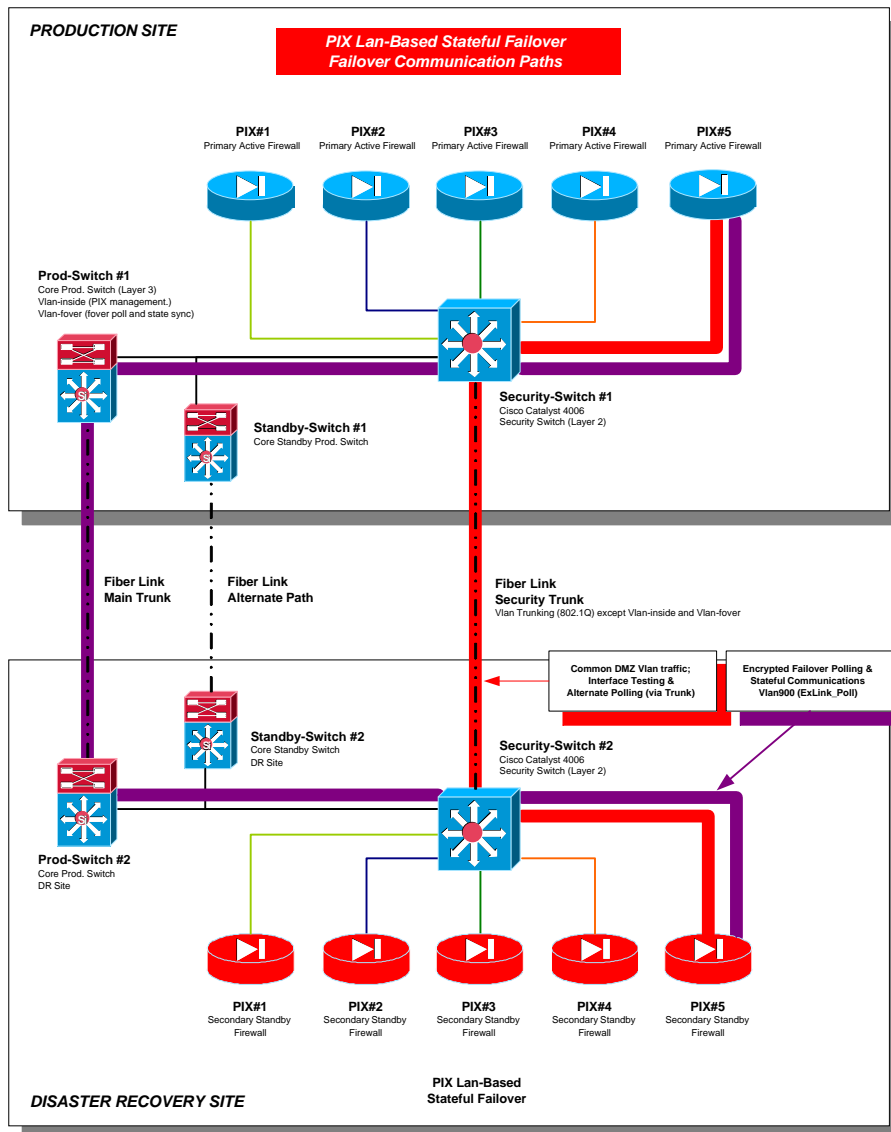 PRODUCTION SITE
PIX Lan-Based Stateful Failover
Failover Communication Paths
PIX#1
Primary Active Firewall
PIX#2
Primary Active Firewall
PIX#3
Primary Active Firewall
PIX#4
Primary Active Firewall
PIX#5
Primary Active Firewall
Prod-Switch #1
Core Prod. Switch (Layer 3)
Vlan-inside (PIX management.)
Vlan-fover (fover poll and state sync)
Si
Security-Switch #1
Cisco Catalyst 4006
Security Switch (Layer 2)
Standby-Switch #1
Core Standby Prod. Switch
Si
Fiber Link
Main Trunk
Fiber Link
Alternate Path
Fiber Link
Security Trunk
Vlan Trunking (802.1Q) except Vlan-inside and Vlan-fover
Common DMZ Vlan traffic;
Interface Testing &
Alternate Polling (via Trunk)
Encrypted Failover Polling &
Stateful Communications
Vlan900 (ExLink_Poll)
Standby-Switch #2
Core Standby Switch
DR Site
Si
Security-Switch #2
Cisco Catalyst 4006
Security Switch (Layer 2)
Si
Prod-Switch #2
Core Prod. Switch
DR Site
PIX#1
Secondary Standby
Firewall
PIX#2
Secondary Standby
Firewall
PIX#3
Secondary Standby
Firewall
PIX#4
Secondary Standby
Firewall
PIX#5
Secondary Standby
Firewall
PIX Lan-Based
Stateful Failover
DISASTER RECOVERY SITE